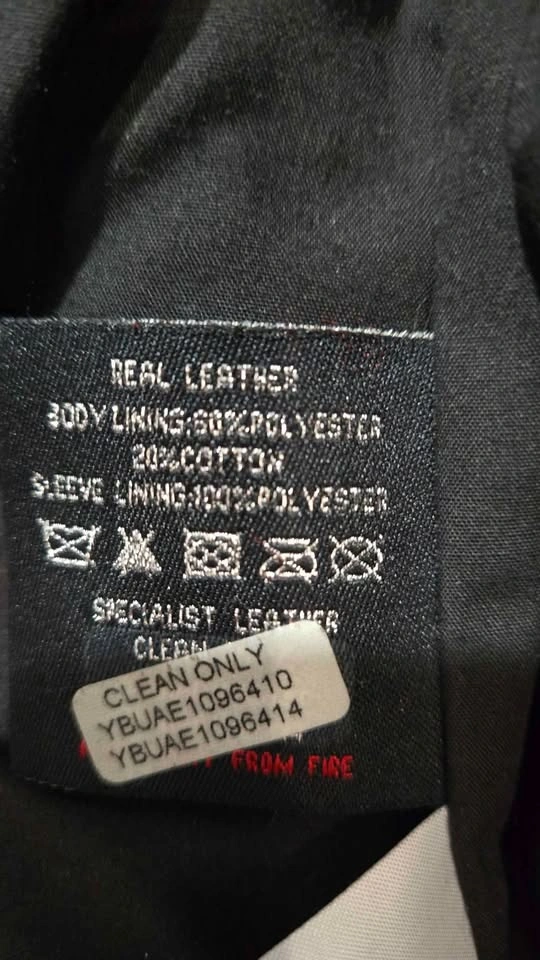 REAL LEATHER
BODY LINING:80%POLYESTER
20%COTTON
SLEEVE LINING:100%POLYESTER
SPECIALIST LEATHER
CLEAN
CLEAN ONLY
YBUAE1096410
YBUAE1096414
FROM FIRE